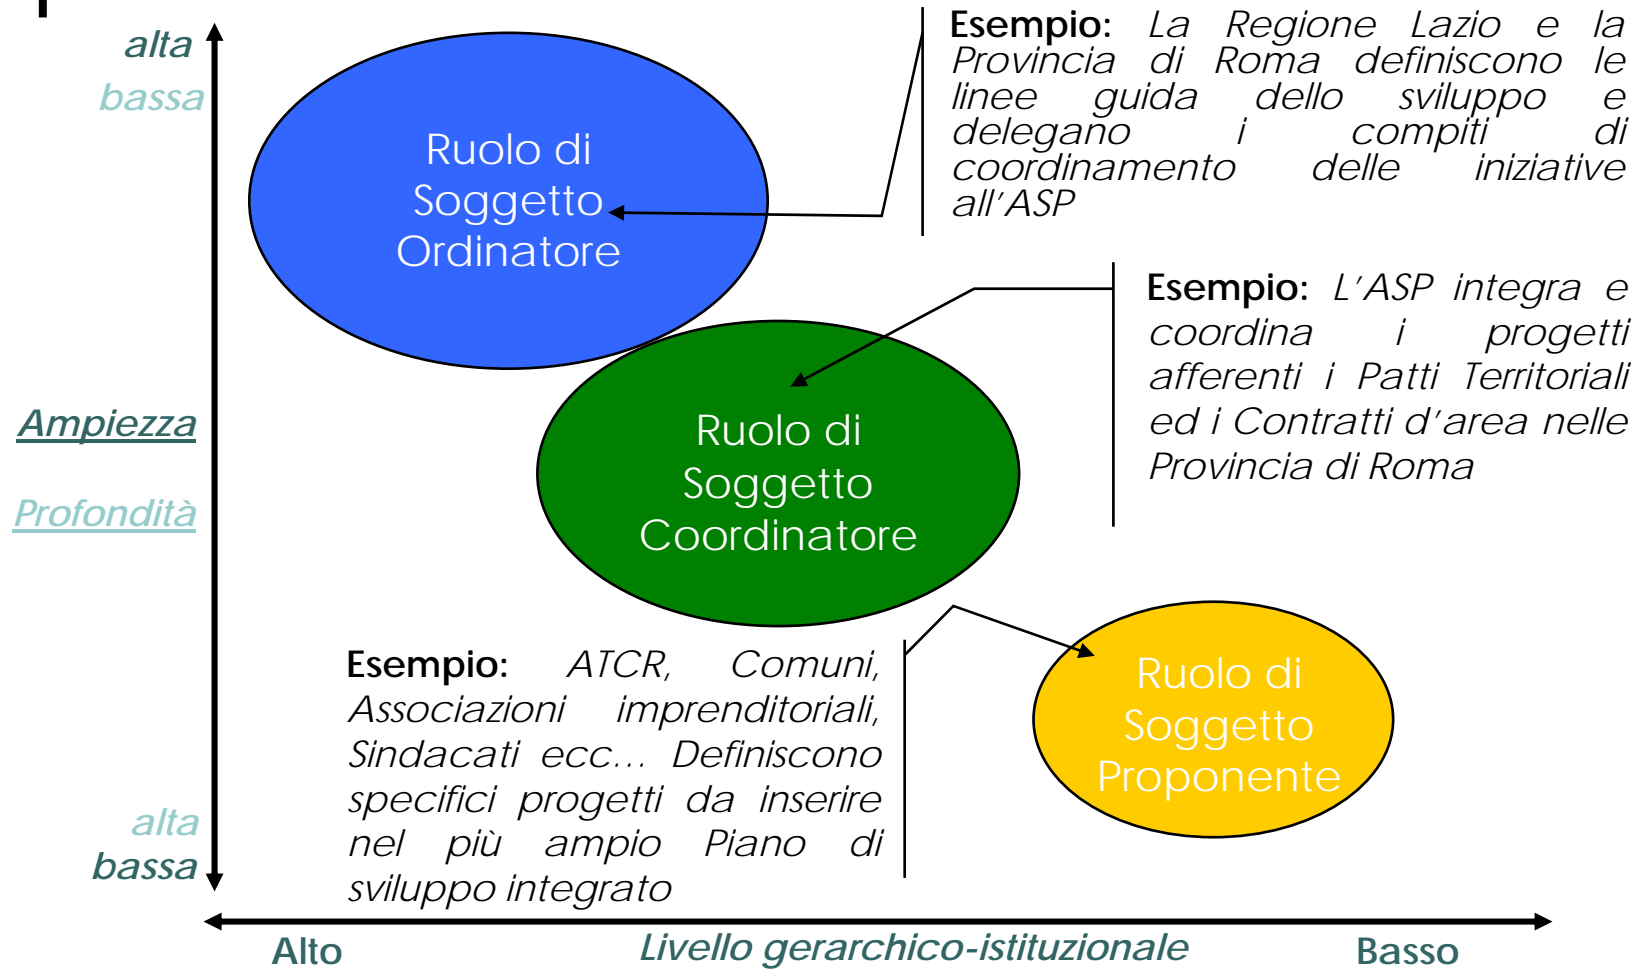 alta
bassa
Ruolo di
Soggetto
Ordinatore
Esempio: La Regione Lazio e la
Provincia di Roma definiscono le
linee guida dello sviluppo e
delegano i compiti di
coordinamento delle iniziative
all'ASP
Esempio: L'ASP integra e
coordina i progetti
afferenti i Patti Territoriali
ed i Contratti d'area nelle
Provincia di Roma
Ampiezza
Profondità
Ruolo di
Soggetto
Coordinatore
Esempio: ATCR, Comuni,
Associazioni imprenditoriali,
Sindacati ecc... Definiscono
specifici progetti da inserire
nel più ampio Piano di
sviluppo integrato
Ruolo di
Soggetto
Proponente
alta
bassa
Alto
Livello gerarchico-istituzionale
Basso